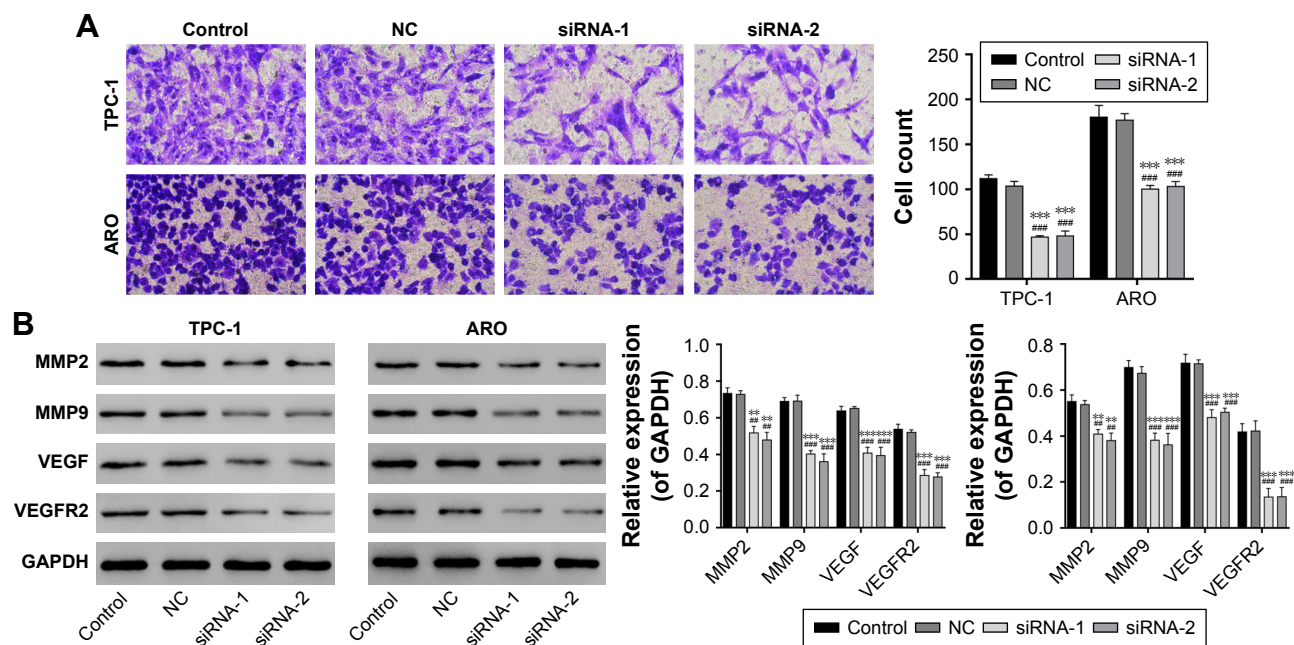 A
Control NC siRNA-1 siRNA-2
TPC-1
ARO
Cell count
250
200
150
100
50
0
Control siRNA-1
NC siRNA-2
*** ***
### ###
*** ***
### ###
TPC-1 ARO
B
TPC-1 ARO
MMP2
MMP9
VEGF
VEGFR2
GAPDH
Control NC siRNA-1 siRNA-2
Control NC siRNA-1 siRNA-2
Relative expression
(of GAPDH)
1.0
0.8
0.6
0.4
0.2
0.0
** **
## ##
*** ***
### ###
*** ***
### ###
*** ***
### ###
MMP2 MMP9 VEGF VEGFR2
Relative expression
(of GAPDH)
0.8
0.6
0.4
0.2
0.0
** **
## ##
*** ***
### ###
*** ***
### ###
*** ***
### ###
MMP2 MMP9 VEGF VEGFR2
Control NC siRNA-1 siRNA-2